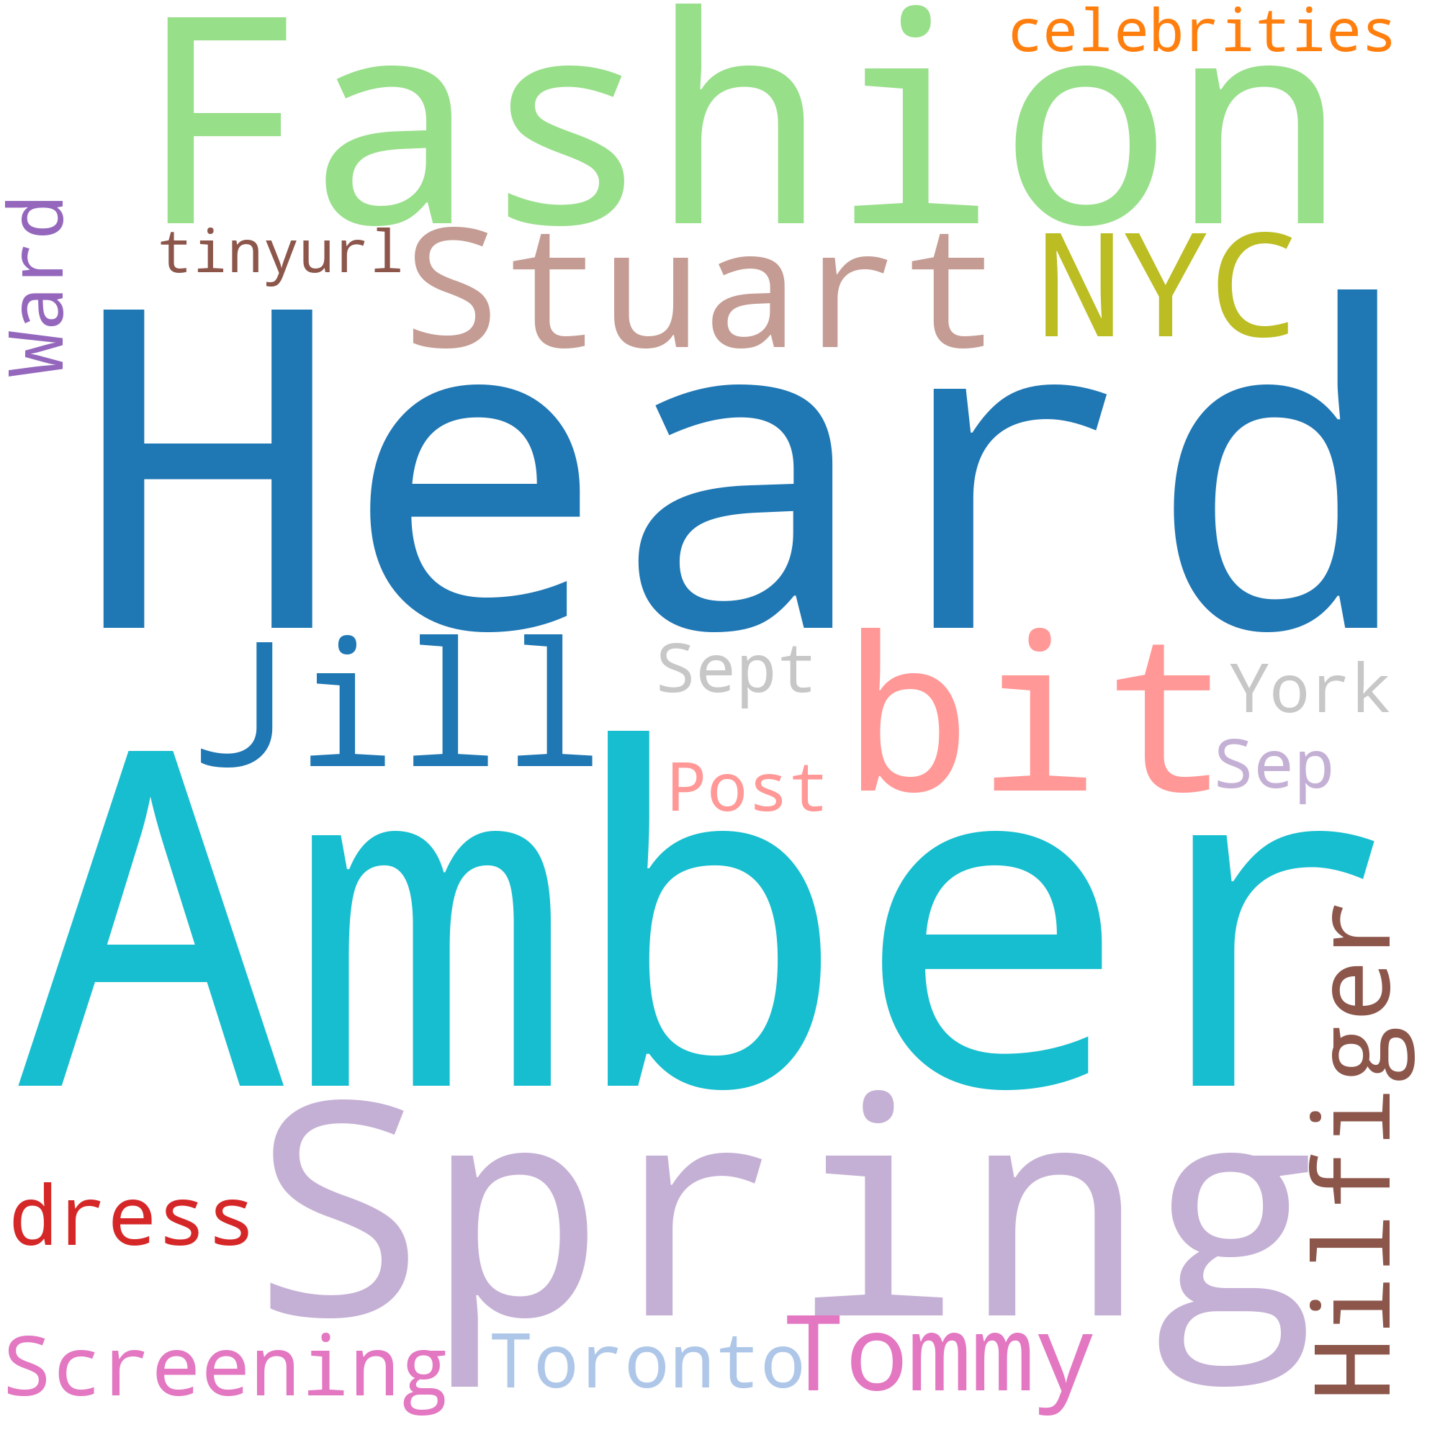 celebrities
Fashion
Ward
tinyurl
Stuart
NYC
Heard
Jill
Sept
bit
York
Post
Sep
Amber
Hilfiger
Spring
dress
Screening
Toronto
Tommy